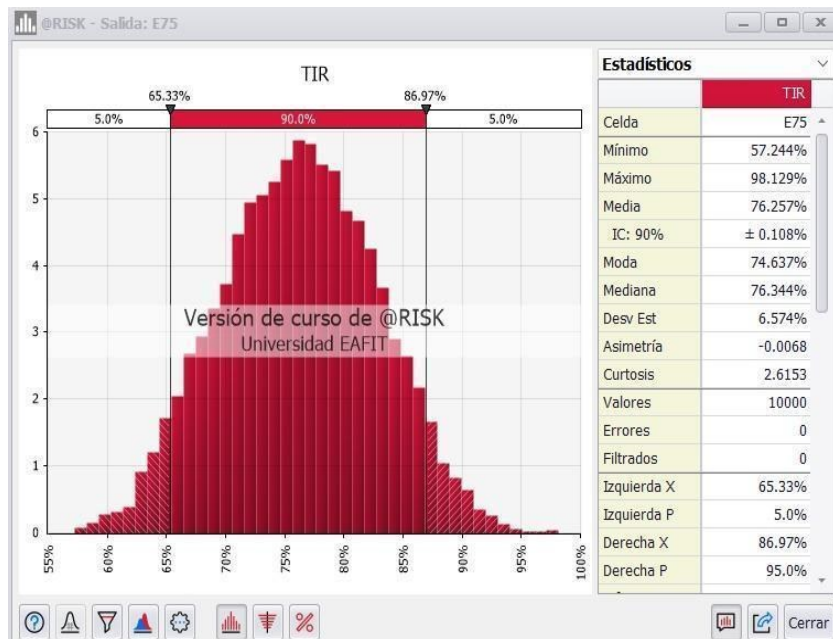 @RISK - Salida: E75
TIR
65.33% 86.97%
5.0% 90.0% 5.0%
6
5
4
3
2
1
0
55% 60% 65% 70% 75% 80% 85% 90% 95% 100%
Versión de curso de @RISK
Universidad EAFIT
Estadísticos
TIR
Celda E75
Mínimo 57.244%
Máximo 98.129%
Media 76.257%
IC: 90% ± 0.108%
Moda 74.637%
Mediana 76.344%
Desv Est 6.574%
Asimetría -0.0068
Curtosis 2.6153
Valores 10000
Errores 0
Filtrados 0
Izquierda X 65.33%
Izquierda P 5.0%
Derecha X 86.97%
Derecha P 95.0%
Cerrar